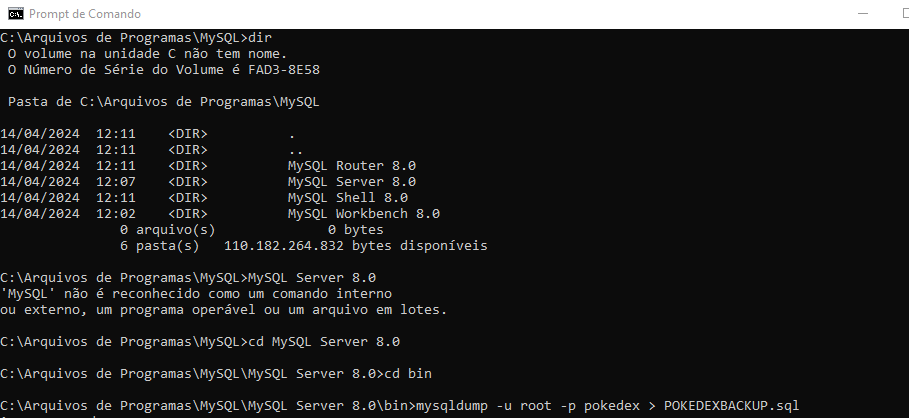 Prompt de Comando
C:\Arquivos de Programas\MySQL>dir
 O volume na unidade C não tem nome.
 O Número de Série do Volume é FAD3-8E58

 Pasta de C:\Arquivos de Programas\MySQL

14/04/2024  12:11    <DIR>          .
14/04/2024  12:11    <DIR>          ..
14/04/2024  12:11    <DIR>          MySQL Router 8.0
14/04/2024  12:07    <DIR>          MySQL Server 8.0
14/04/2024  12:11    <DIR>          MySQL Shell 8.0
14/04/2024  12:02    <DIR>          MySQL Workbench 8.0
               0 arquivo(s)              0 bytes
               6 pasta(s)   110.182.264.832 bytes disponíveis

C:\Arquivos de Programas\MySQL>MySQL Server 8.0
'MySQL' não é reconhecido como um comando interno
ou externo, um programa operável ou um arquivo em lotes.

C:\Arquivos de Programas\MySQL>cd MySQL Server 8.0

C:\Arquivos de Programas\MySQL\MySQL Server 8.0>cd bin

C:\Arquivos de Programas\MySQL\MySQL Server 8.0\bin>mysqldump -u root -p pokedex > POKEDEXBACKUP.sql